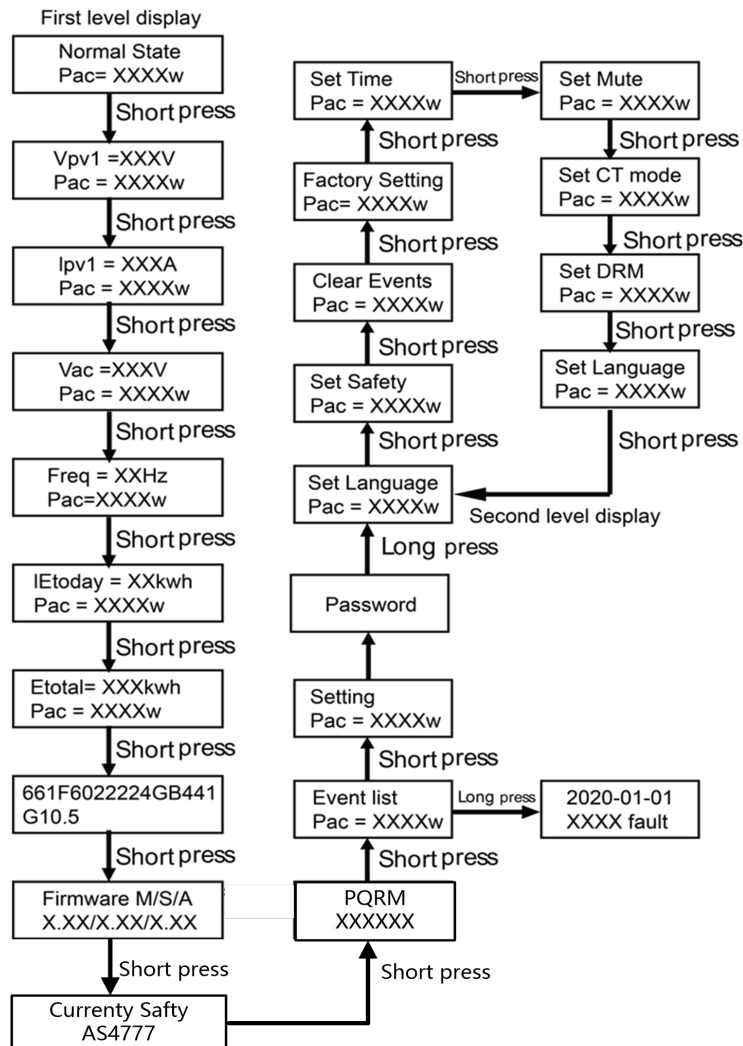 First level display
Normal State
Pac= XXXXw
Short press
Vpv1 =XXXV
Pac = XXXXw
Short press
Ipv1 = XXXA
Pac = XXXXw
Short press
Vac =XXXV
Pac = XXXXw
Short press
Freq = XXHz
Pac=XXXXw
Short press
IEtoday = XXkwh
Pac = XXXXw
Short press
Etotal= XXXkwh
Pac = XXXXw
Short press
661F6022224GB441
G10.5
Short press
Firmware M/S/A
X.XX/X.XX/X.XX
Short press
Currenty Safty
AS4777
Short press
PQRM
XXXXXX
Short press
Event list
Pac = XXXXw
Long press
2020-01-01
XXXX fault
Short press
Setting
Pac = XXXXw
Password
Long press
Set Language
Pac = XXXXw
Short press
Set Safety
Pac = XXXXw
Short press
Clear Events
Pac = XXXXw
Short press
Factory Setting
Pac= XXXXw
Short press
Set Time
Pac = XXXXw
Short press
Set Mute
Pac = XXXXw
Short press
Set CT mode
Pac = XXXXw
Short press
Set DRM
Pac = XXXXw
Short press
Set Language
Pac = XXXXw
Short press
Second level display